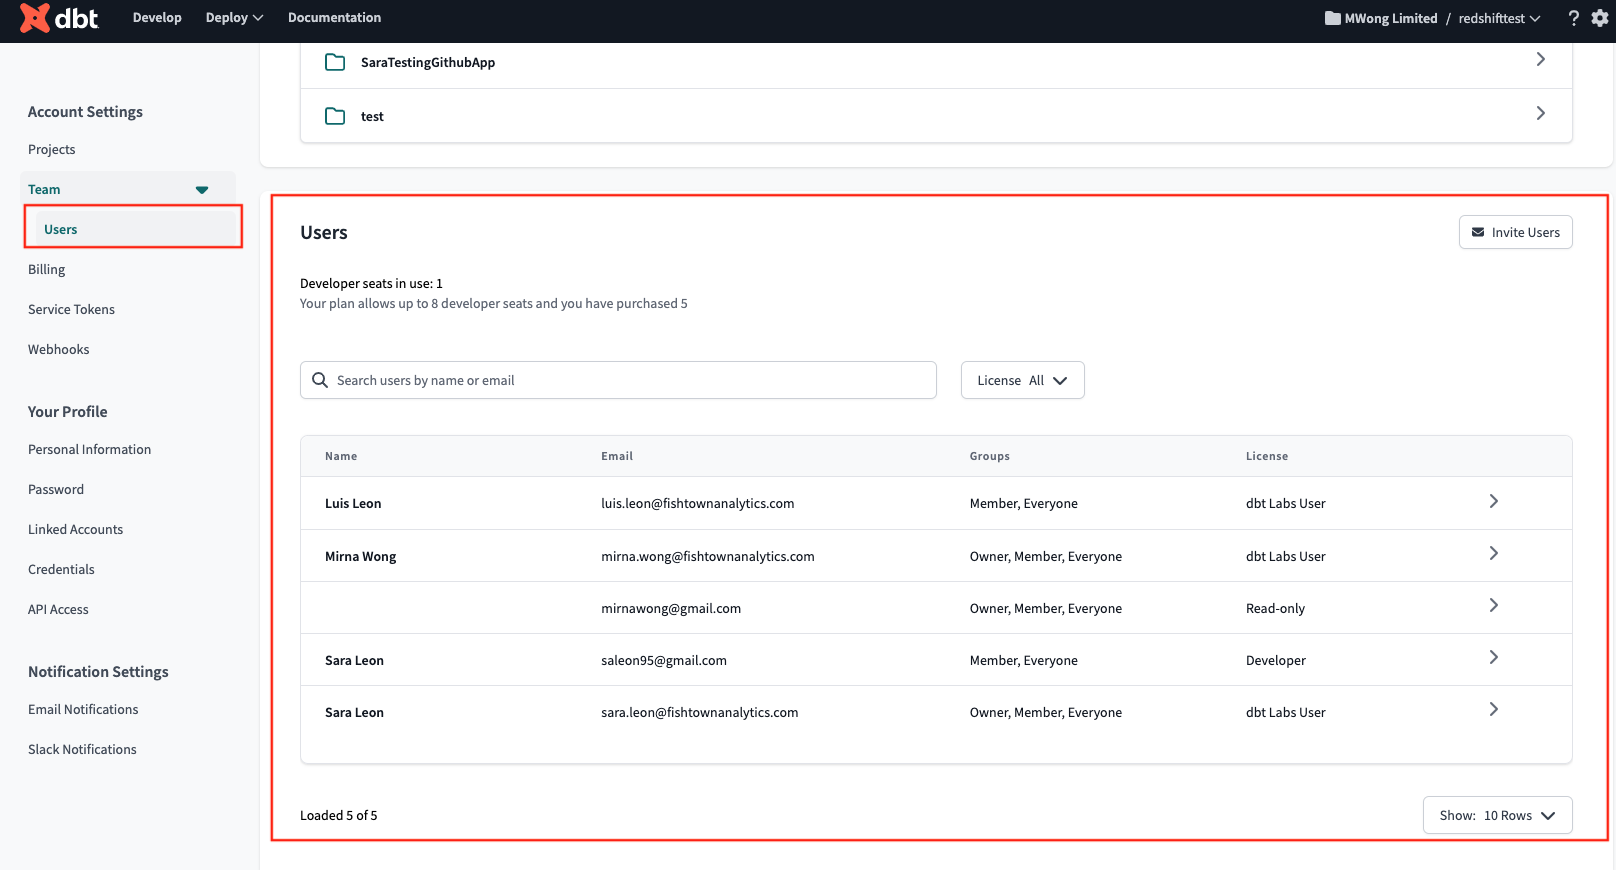 dbt Develop Deploy Documentation MWong Limited / redshifttest ?
SaraTestingGithubApp
test
Account Settings
Projects
Team
Users
Billing
Service Tokens
Webhooks
Your Profile
Personal Information
Password
Linked Accounts
Credentials
API Access
Notification Settings
Email Notifications
Slack Notifications
Users Invite Users
Developer seats in use: 1
Your plan allows up to 8 developer seats and you have purchased 5
Search users by name or email License All
Name Email Groups License
Luis Leon luis.leon@fishtownanalytics.com Member, Everyone dbt Labs User
Mirna Wong mirna.wong@fishtownanalytics.com Owner, Member, Everyone dbt Labs User
mirnawong@gmail.com Owner, Member, Everyone Read-only
Sara Leon saleon95@gmail.com Member, Everyone Developer
Sara Leon sara.leon@fishtownanalytics.com Owner, Member, Everyone dbt Labs User
Loaded 5 of 5 Show: 10 Rows